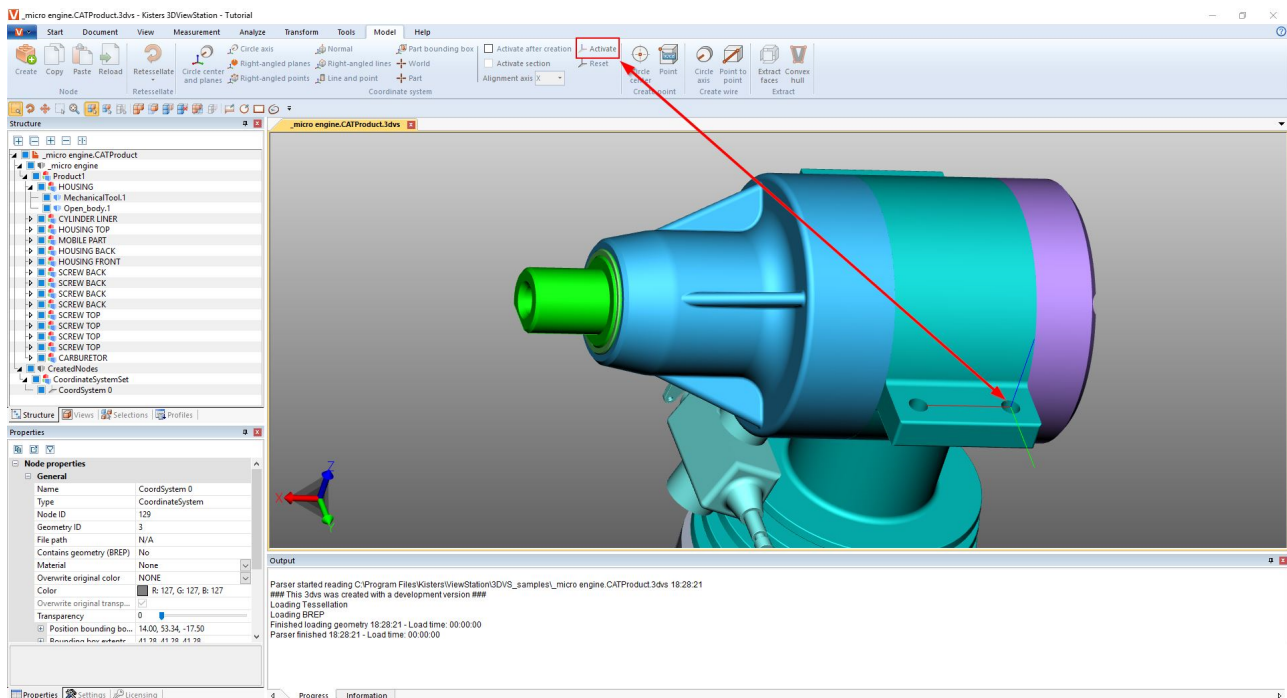 _micro engine.CATProduct.3dvs - Kisters 3DViewStation - Tutorial
Start Document View Measurement Analyze Transform Tools Model Help
Create Copy Paste Reload
Node
Retessellate
Retessellate
Circle center and planes
Circle axis
Right-angled planes
Right-angled points
Normal
Right-angled lines
Line and point
Part bounding box
World
Part
Activate after creation
Activate section
Alignment axis X
Activate
Reset
Coordinate system
Circle center
Point
Create point
Circle axis
Point to point
Create wire
Extract faces
Convex hull
Extract
Structure
_micro engine.CATProduct.3dvs
_micro engine.CATProduct
_micro engine
Product1
HOUSING
MechanicalTool.1
Open_body.1
CYLINDER LINER
HOUSING TOP
MOBILE PART
HOUSING BACK
HOUSING FRONT
SCREW BACK
SCREW BACK
SCREW BACK
SCREW BACK
SCREW TOP
SCREW TOP
SCREW TOP
SCREW TOP
CARBURETOR
CreatedNodes
CoordinateSystemSet
CoordSystem 0
Structure Views Selections Profiles
Properties
Node properties
General
Name CoordSystem 0
Type CoordinateSystem
Node ID 129
Geometry ID 3
File path N/A
Contains geometry (BREP) No
Material None
Overwrite original color NONE
Color R: 127, G: 127, B: 127
Overwrite original transp...
Transparency 0
Position bounding bo... 14.00, 53.34, -17.50
Bounding box extents 41.28, 41.28, 41.28
Properties Settings Licensing
X
Z
Y
Output
Parser started reading C:\Program Files\Kisters\ViewStation\3DVS_samples\_micro engine.CATProduct.3dvs 18:28:21
### This 3dvs was created with a development version ###
Loading Tessellation
Loading BREP
Finished loading geometry 18:28:21 - Load time: 00:00:00
Parser finished 18:28:21 - Load time: 00:00:00
Progress Information